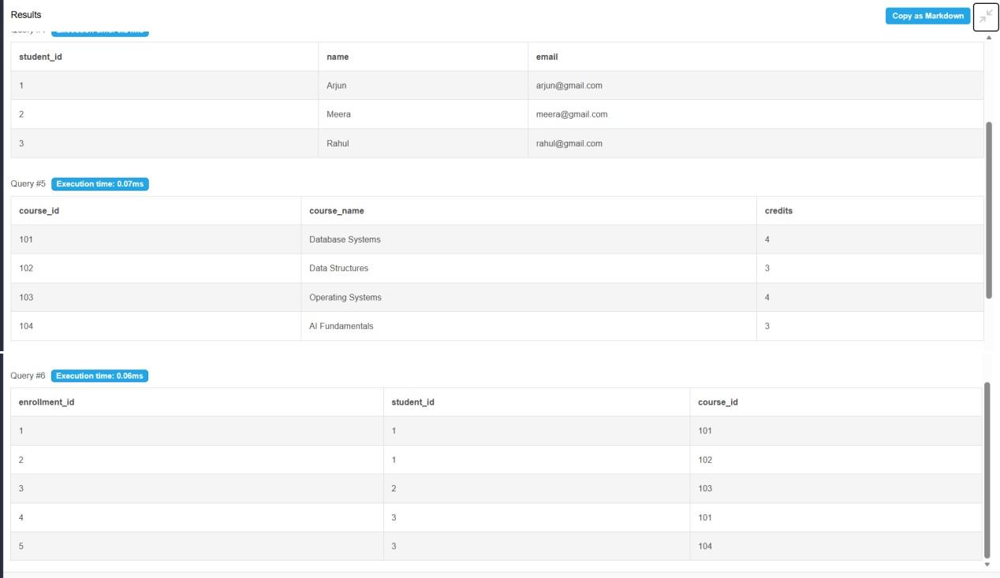 Results Copy as Markdown
student_id name email
1 Arjun arjun@gmail.com
2 Meera meera@gmail.com
3 Rahul rahul@gmail.com
Query #5 Execution time: 0.07ms
course_id course_name credits
101 Database Systems 4
102 Data Structures 3
103 Operating Systems 4
104 AI Fundamentals 3
Query #6 Execution time: 0.06ms
enrollment_id student_id course_id
1 1 101
2 1 102
3 2 103
4 3 101
5 3 104